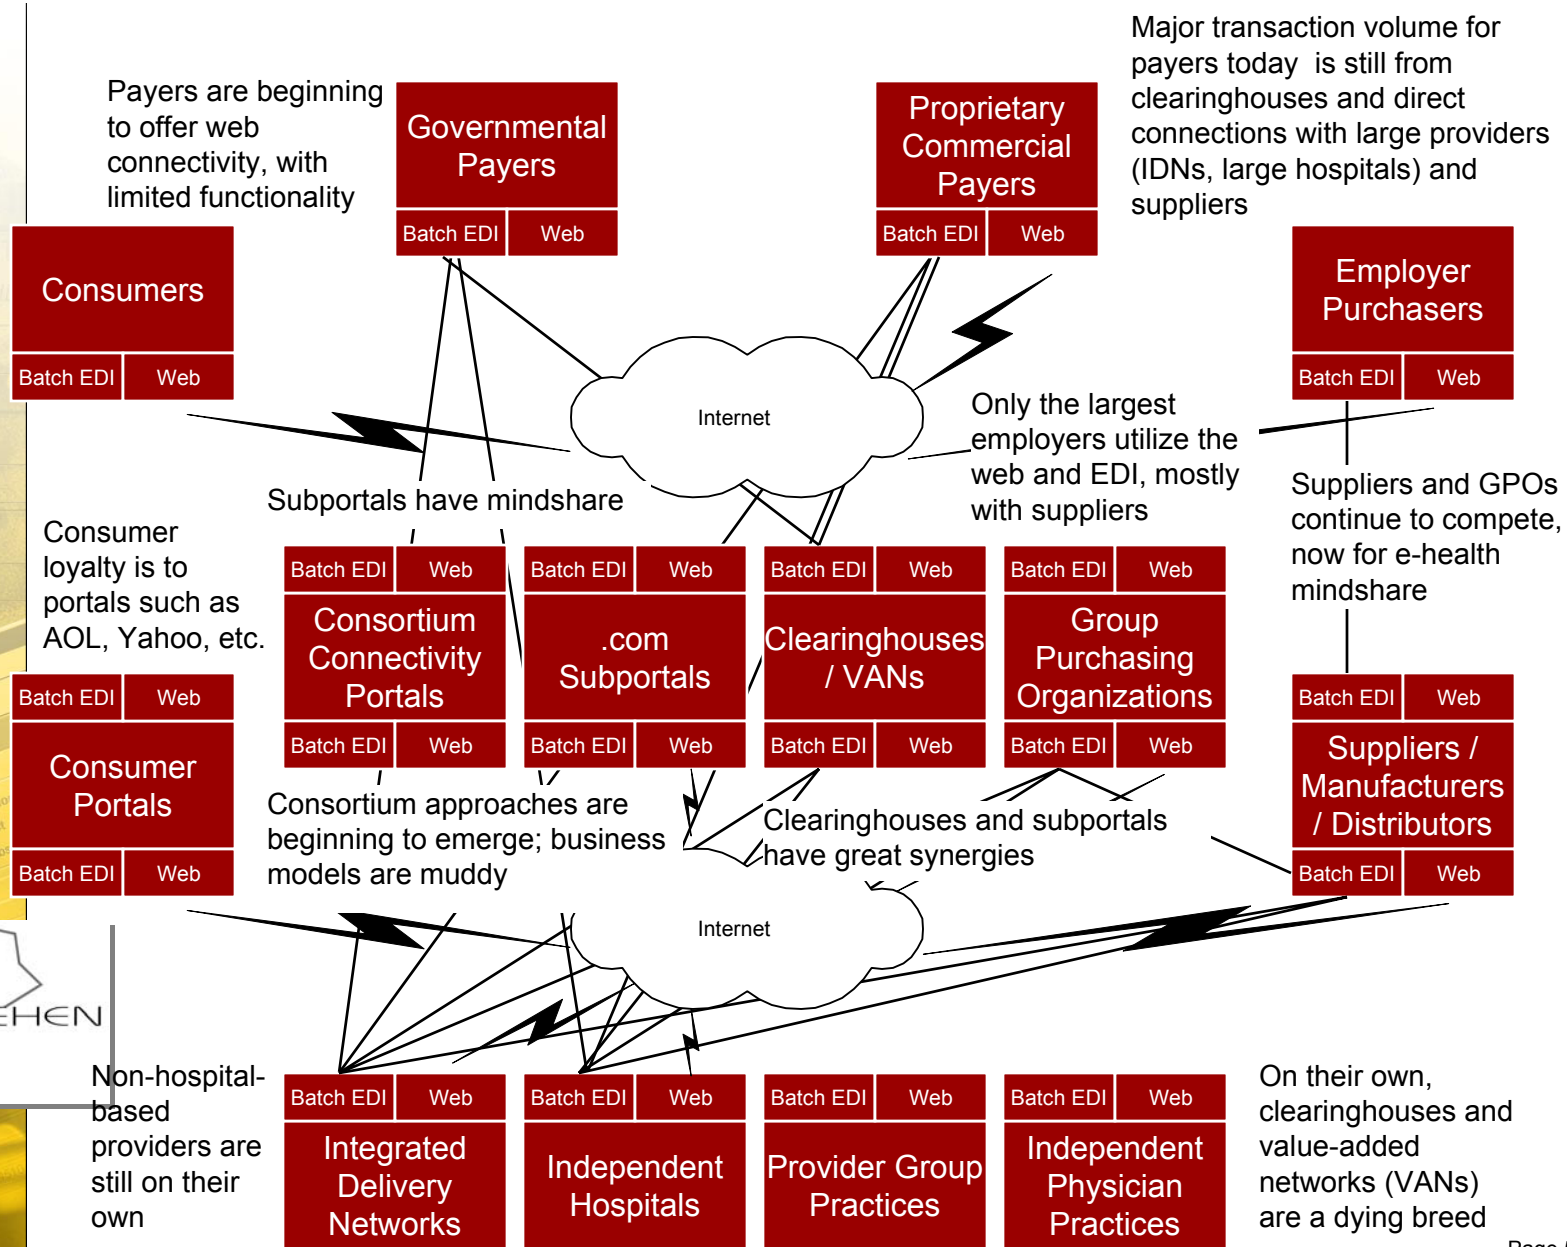 Major transaction volume for
payers today is still from
clearinghouses and direct
connections with large providers
(IDNs, large hospitals) and
suppliers
Payers are beginning
to offer web
connectivity, with
limited functionality
Governmental
Payers
Batch EDI
Web
Proprietary
Commercial
Payers
Batch EDI
Web
Consumers
Batch EDI
Web
Employer
Purchasers
Batch EDI
Web
Internet
Only the largest
employers utilize the
web and EDI, mostly
with suppliers
Subportals have mindshare
Suppliers and GPOs
continue to compete,
now for e-health
mindshare
Consumer
loyalty is to
portals such as
AOL, Yahoo, etc.
Batch EDI
Web
Consortium
Connectivity
Portals
Batch EDI
Web
Batch EDI
Web
.com
Subportals
Batch EDI
Web
Batch EDI
Web
Clearinghouses
/ VANs
Batch EDI
Web
Batch EDI
Web
Group
Purchasing
Organizations
Batch EDI
Web
Batch EDI
Web
Consumer
Portals
Batch EDI
Web
Batch EDI
Web
Suppliers /
Manufacturers
/ Distributors
Batch EDI
Web
Consortium approaches are
beginning to emerge; business
models are muddy
Clearinghouses and subportals
have great synergies
Internet
EHEN
Non-hospital-
based
providers are
still on their
own
Batch EDI
Web
Integrated
Delivery
Networks
Batch EDI
Web
Independent
Hospitals
Batch EDI
Web
Provider Group
Practices
Batch EDI
Web
Independent
Physician
Practices
On their own,
clearinghouses and
value-added
networks (VANs)
are a dying breed
Page